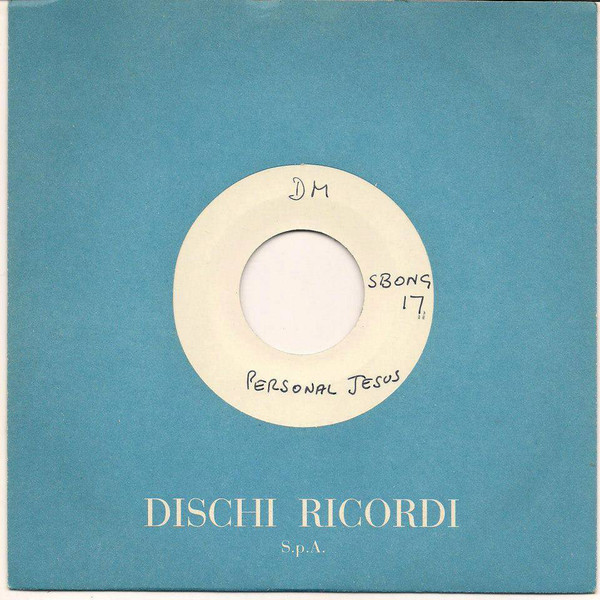 DM
SBONG
17
PERSONAL JESUS
DISCHI RICORDI
S.p.A.